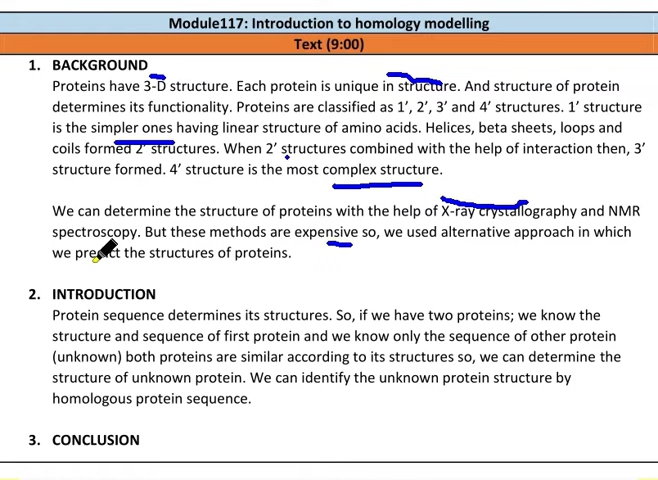 Module117: Introduction to homology modelling
Text (9:00)
1. BACKGROUND
Proteins have 3-D structure. Each protein is unique in structure. And structure of protein
determines its functionality. Proteins are classified as 1’, 2’, 3’ and 4’ structures. 1’ structure
is the simpler ones having linear structure of amino acids. Helices, beta sheets, loops and
coils formed 2’ structures. When 2’ structures combined with the help of interaction then, 3’
structure formed. 4’ structure is the most complex structure.
We can determine the structure of proteins with the help of X-ray crystallography and NMR
spectroscopy. But these methods are expensive so, we used alternative approach in which
we predict the structures of proteins.
2. INTRODUCTION
Protein sequence determines its structures. So, if we have two proteins; we know the
structure and sequence of first protein and we know only the sequence of other protein
(unknown) both proteins are similar according to its structures so, we can determine the
structure of unknown protein. We can identify the unknown protein structure by
homologous protein sequence.
3. CONCLUSION